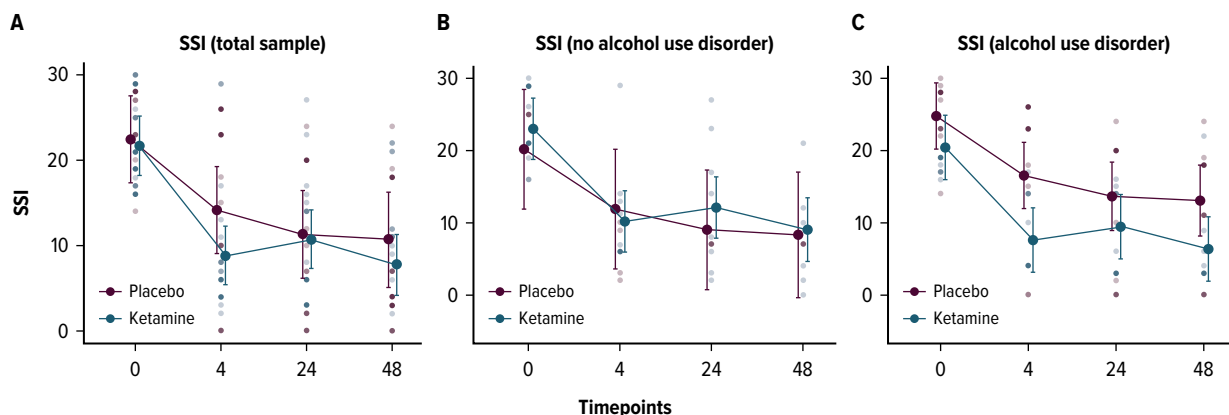 A
SSI (total sample)
30
20
10
0
SSI
Placebo
Ketamine
0 4 24 48
B
SSI (no alcohol use disorder)
30
20
10
0
Placebo
Ketamine
0 4 24 48
C
SSI (alcohol use disorder)
30
20
10
0
Placebo
Ketamine
0 4 24 48
Timepoints